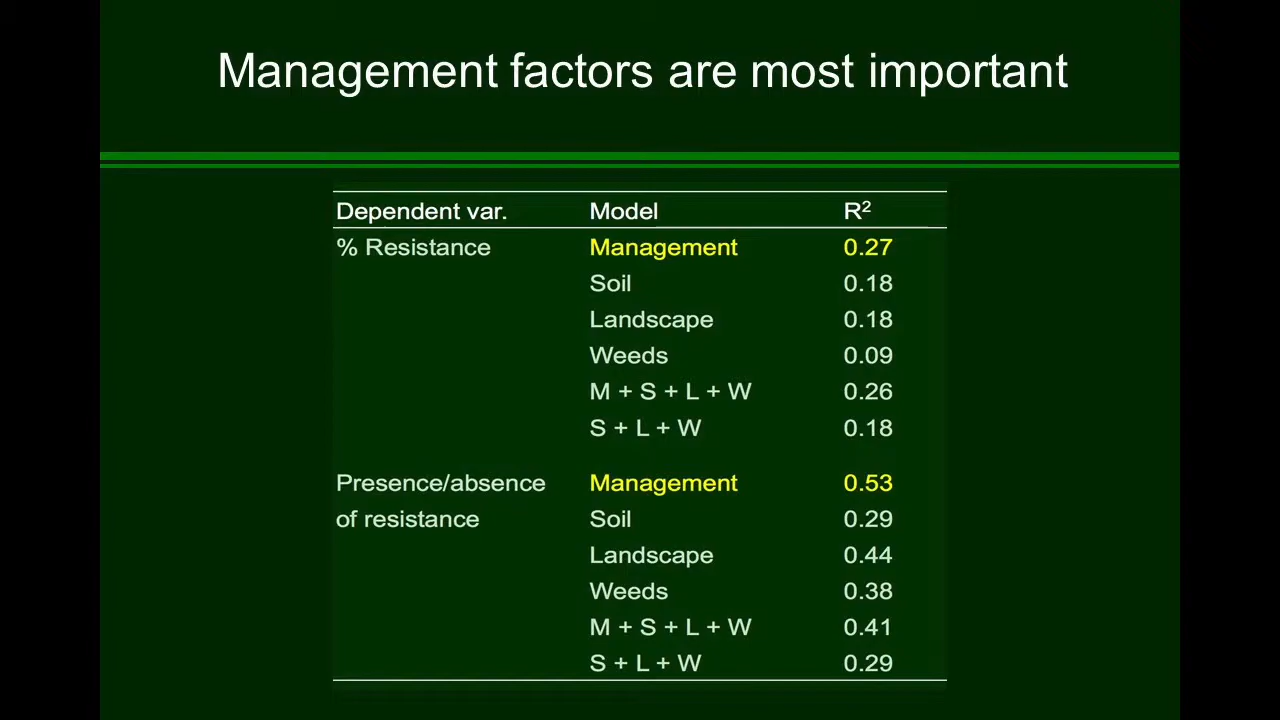 Management factors are most important
Dependent var. Model R²
% Resistance Management 0.27
Soil 0.18
Landscape 0.18
Weeds 0.09
M + S + L + W 0.26
S + L + W 0.18
Presence/absence Management 0.53
of resistance Soil 0.29
Landscape 0.44
Weeds 0.38
M + S + L + W 0.41
S + L + W 0.29